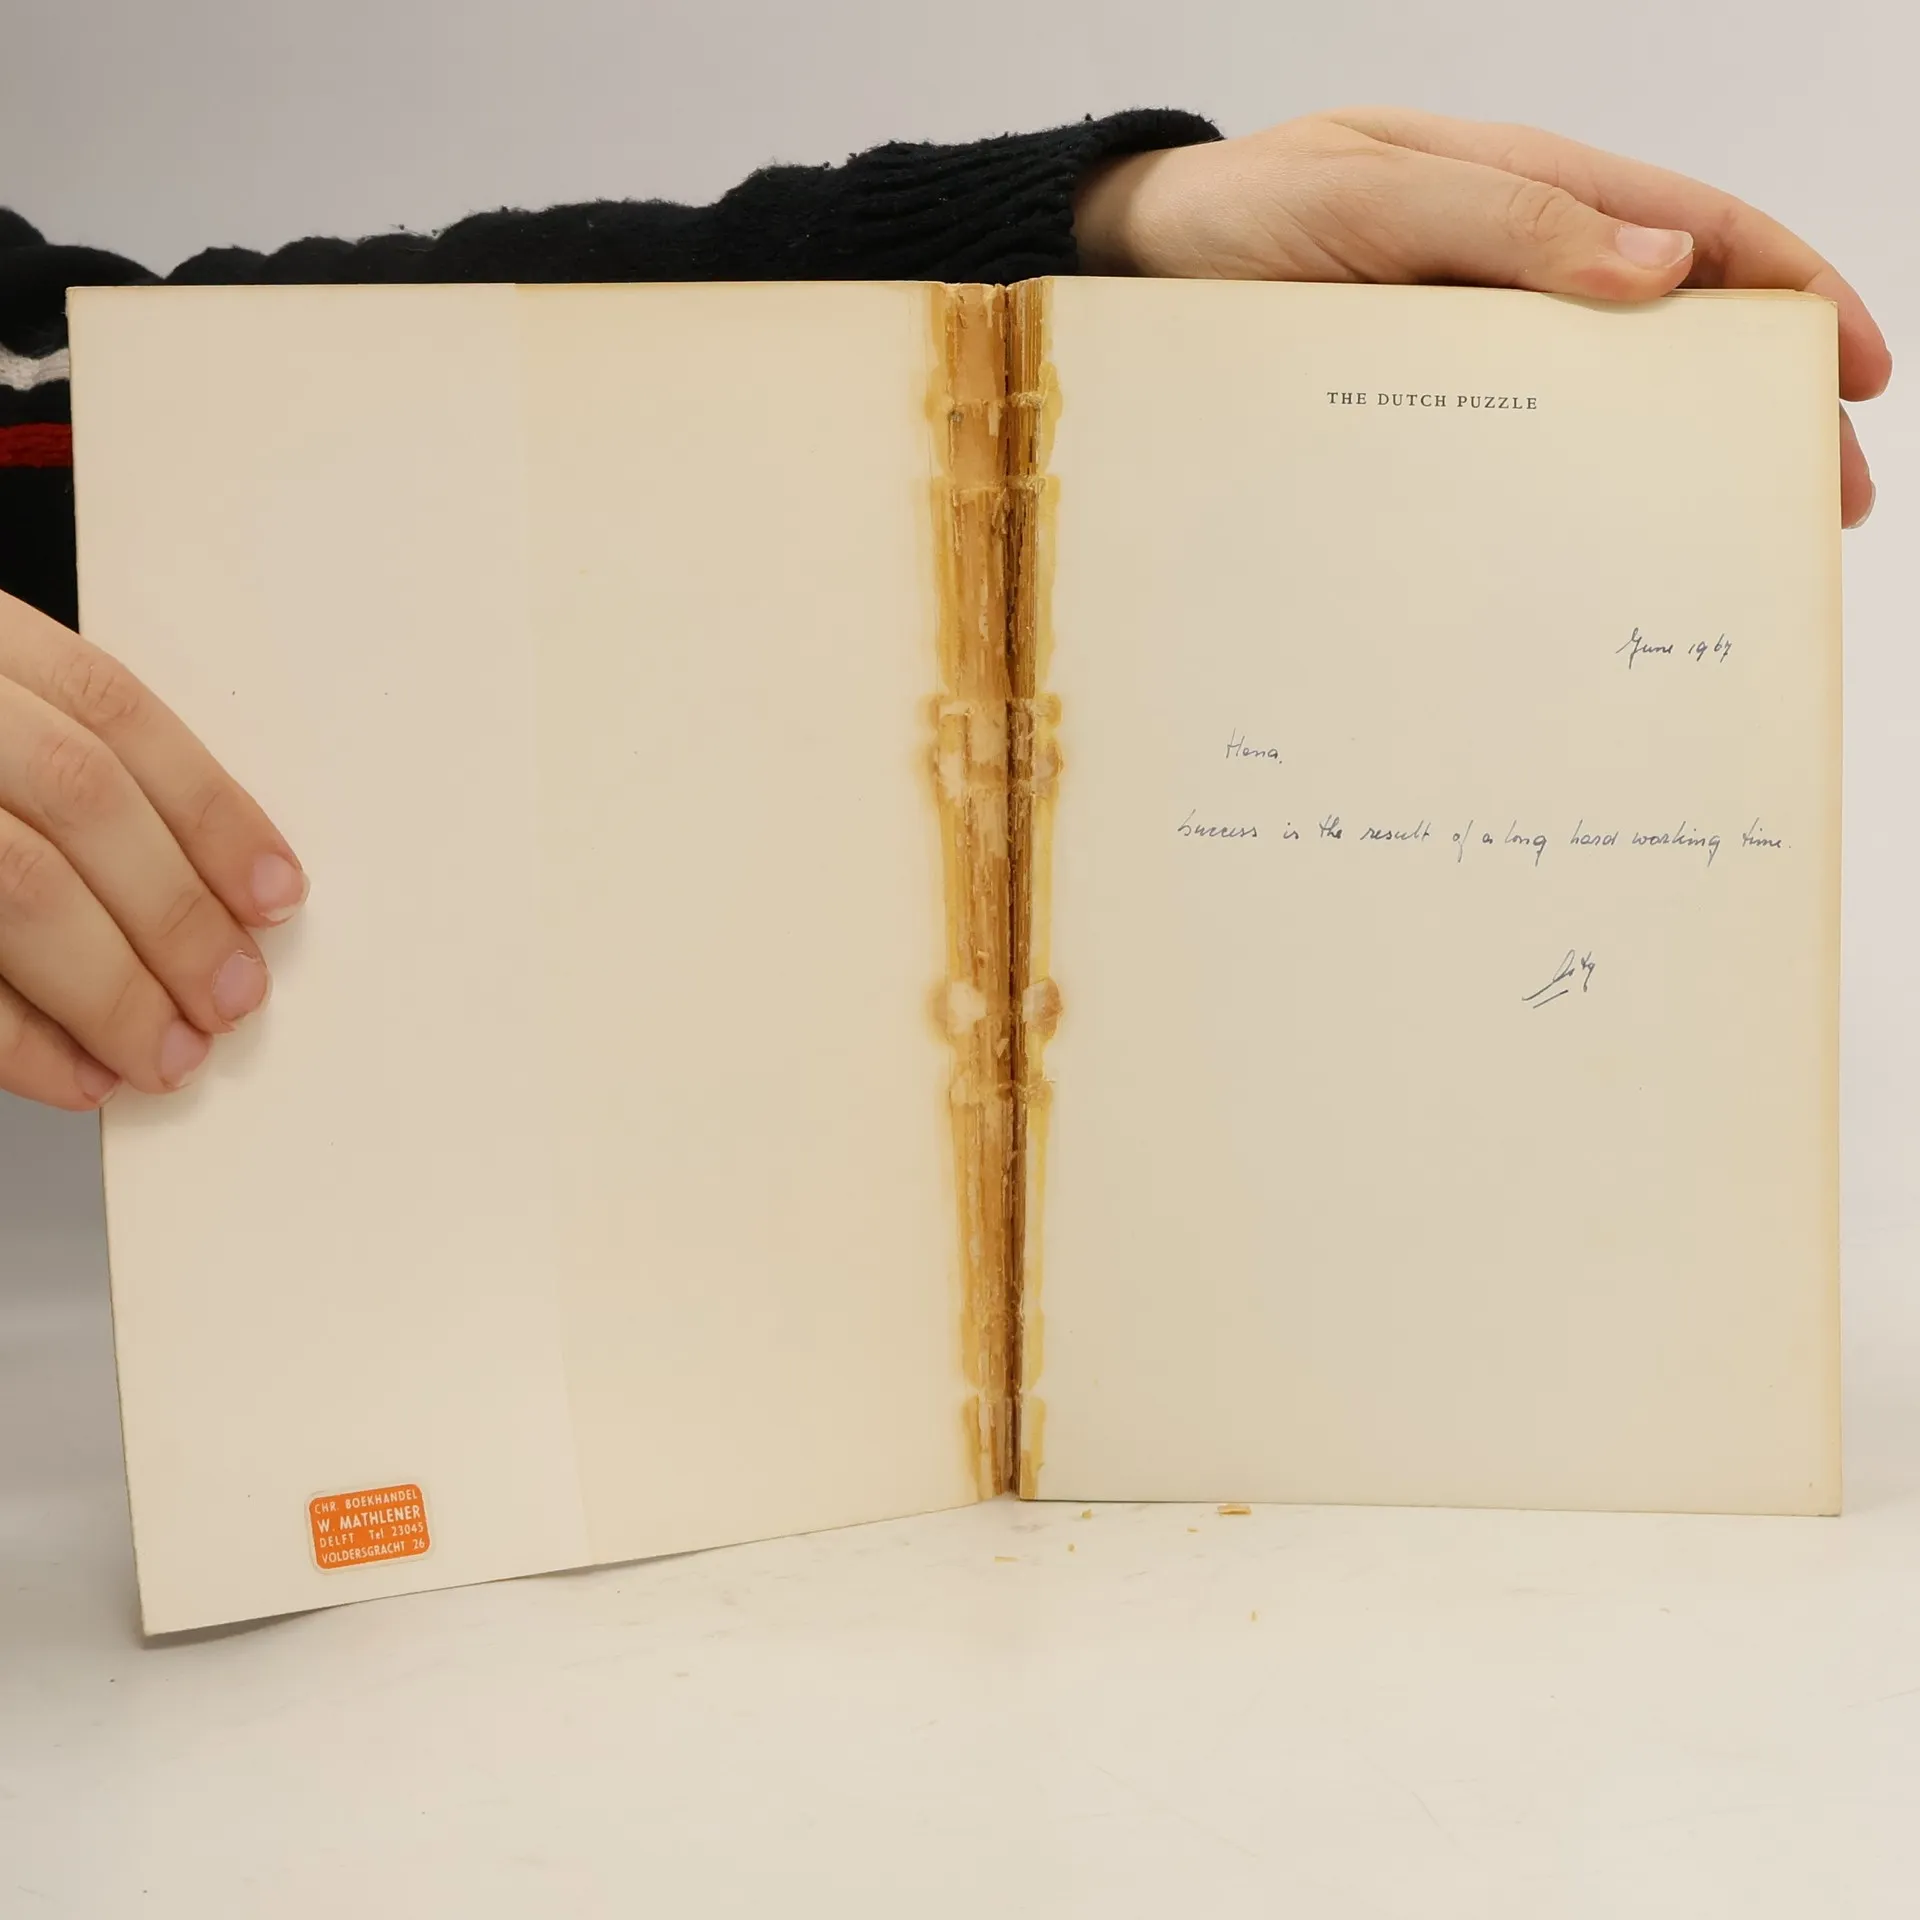 CHR. BOEKHANDEL
W. MATHLENER
DELFT Tel 23045
VOLDERSGRACHT 26
THE DUTCH PUZZLE
June 1967
Success is the result of a long hard working time.